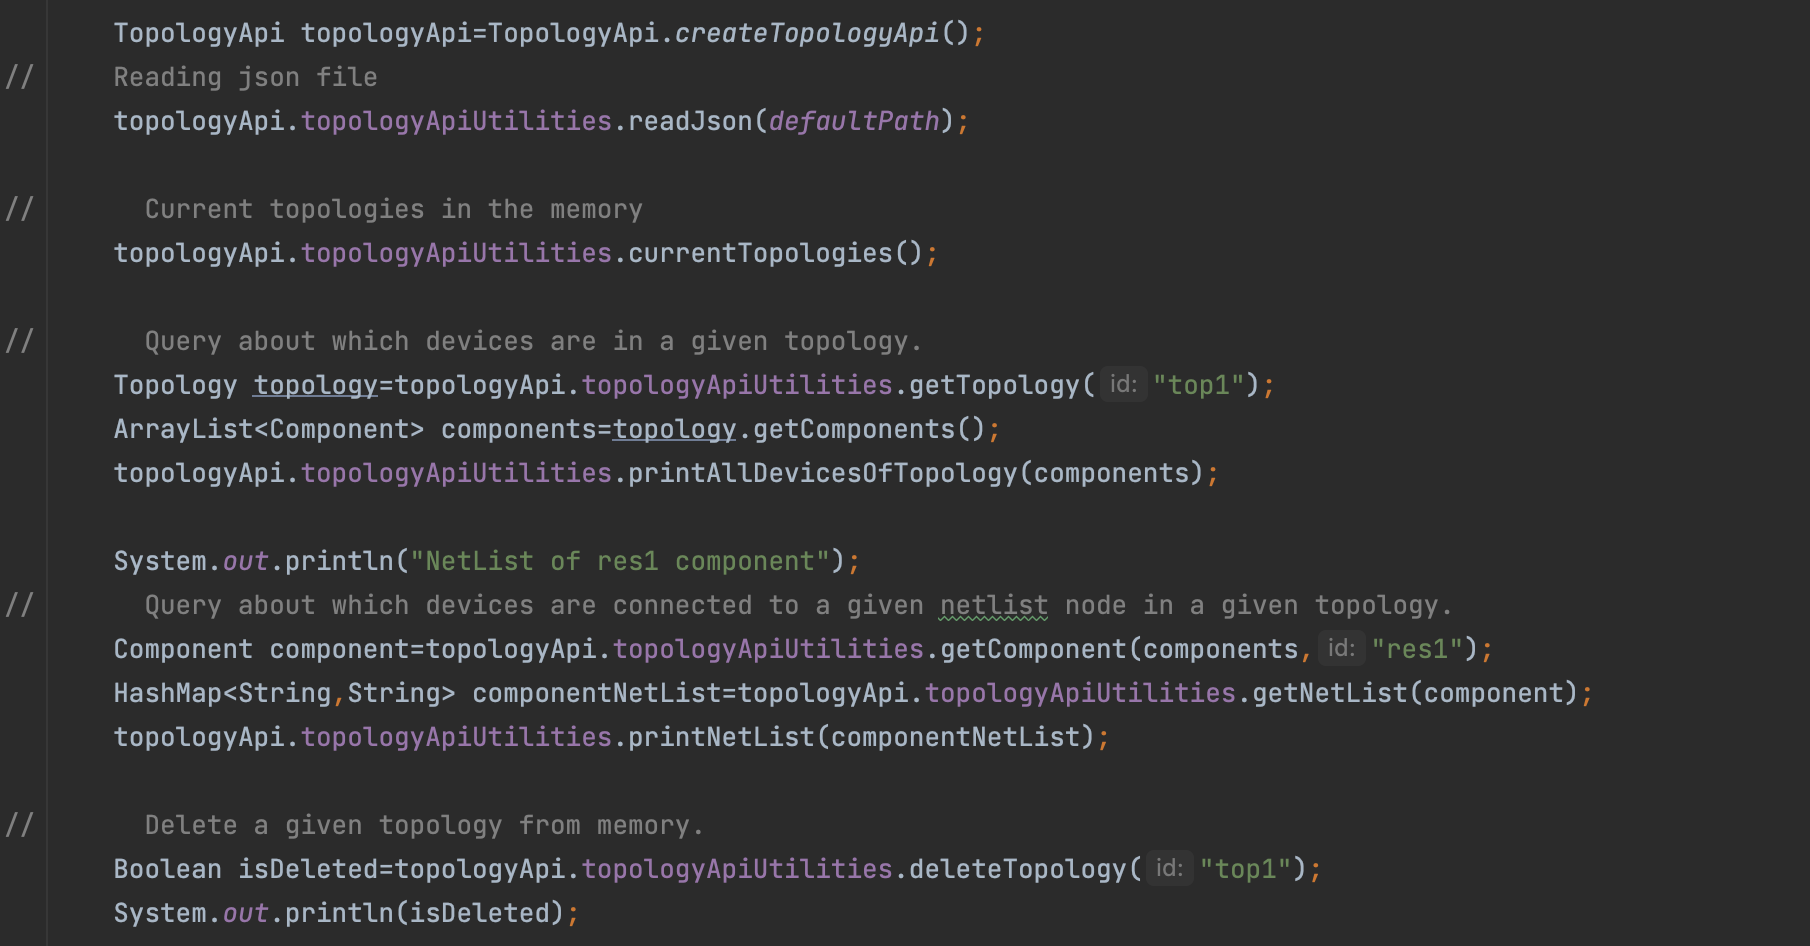 TopologyApi topologyApi=TopologyApi.createTopologyApi();
// Reading json file
topologyApi.topologyApiUtilities.readJson(defaultPath);
// Current topologies in the memory
topologyApi.topologyApiUtilities.currentTopologies();
// Query about which devices are in a given topology.
Topology topology=topologyApi.topologyApiUtilities.getTopology( id: "top1");
ArrayList<Component> components=topology.getComponents();
topologyApi.topologyApiUtilities.printAllDevicesOfTopology(components);
System.out.println("NetList of res1 component");
// Query about which devices are connected to a given netlist node in a given topology.
Component component=topologyApi.topologyApiUtilities.getComponent(components, id: "res1");
HashMap<String,String> componentNetList=topologyApi.topologyApiUtilities.getNetList(component);
topologyApi.topologyApiUtilities.printNetList(componentNetList);
// Delete a given topology from memory.
Boolean isDeleted=topologyApi.topologyApiUtilities.deleteTopology( id: "top1");
System.out.println(isDeleted);